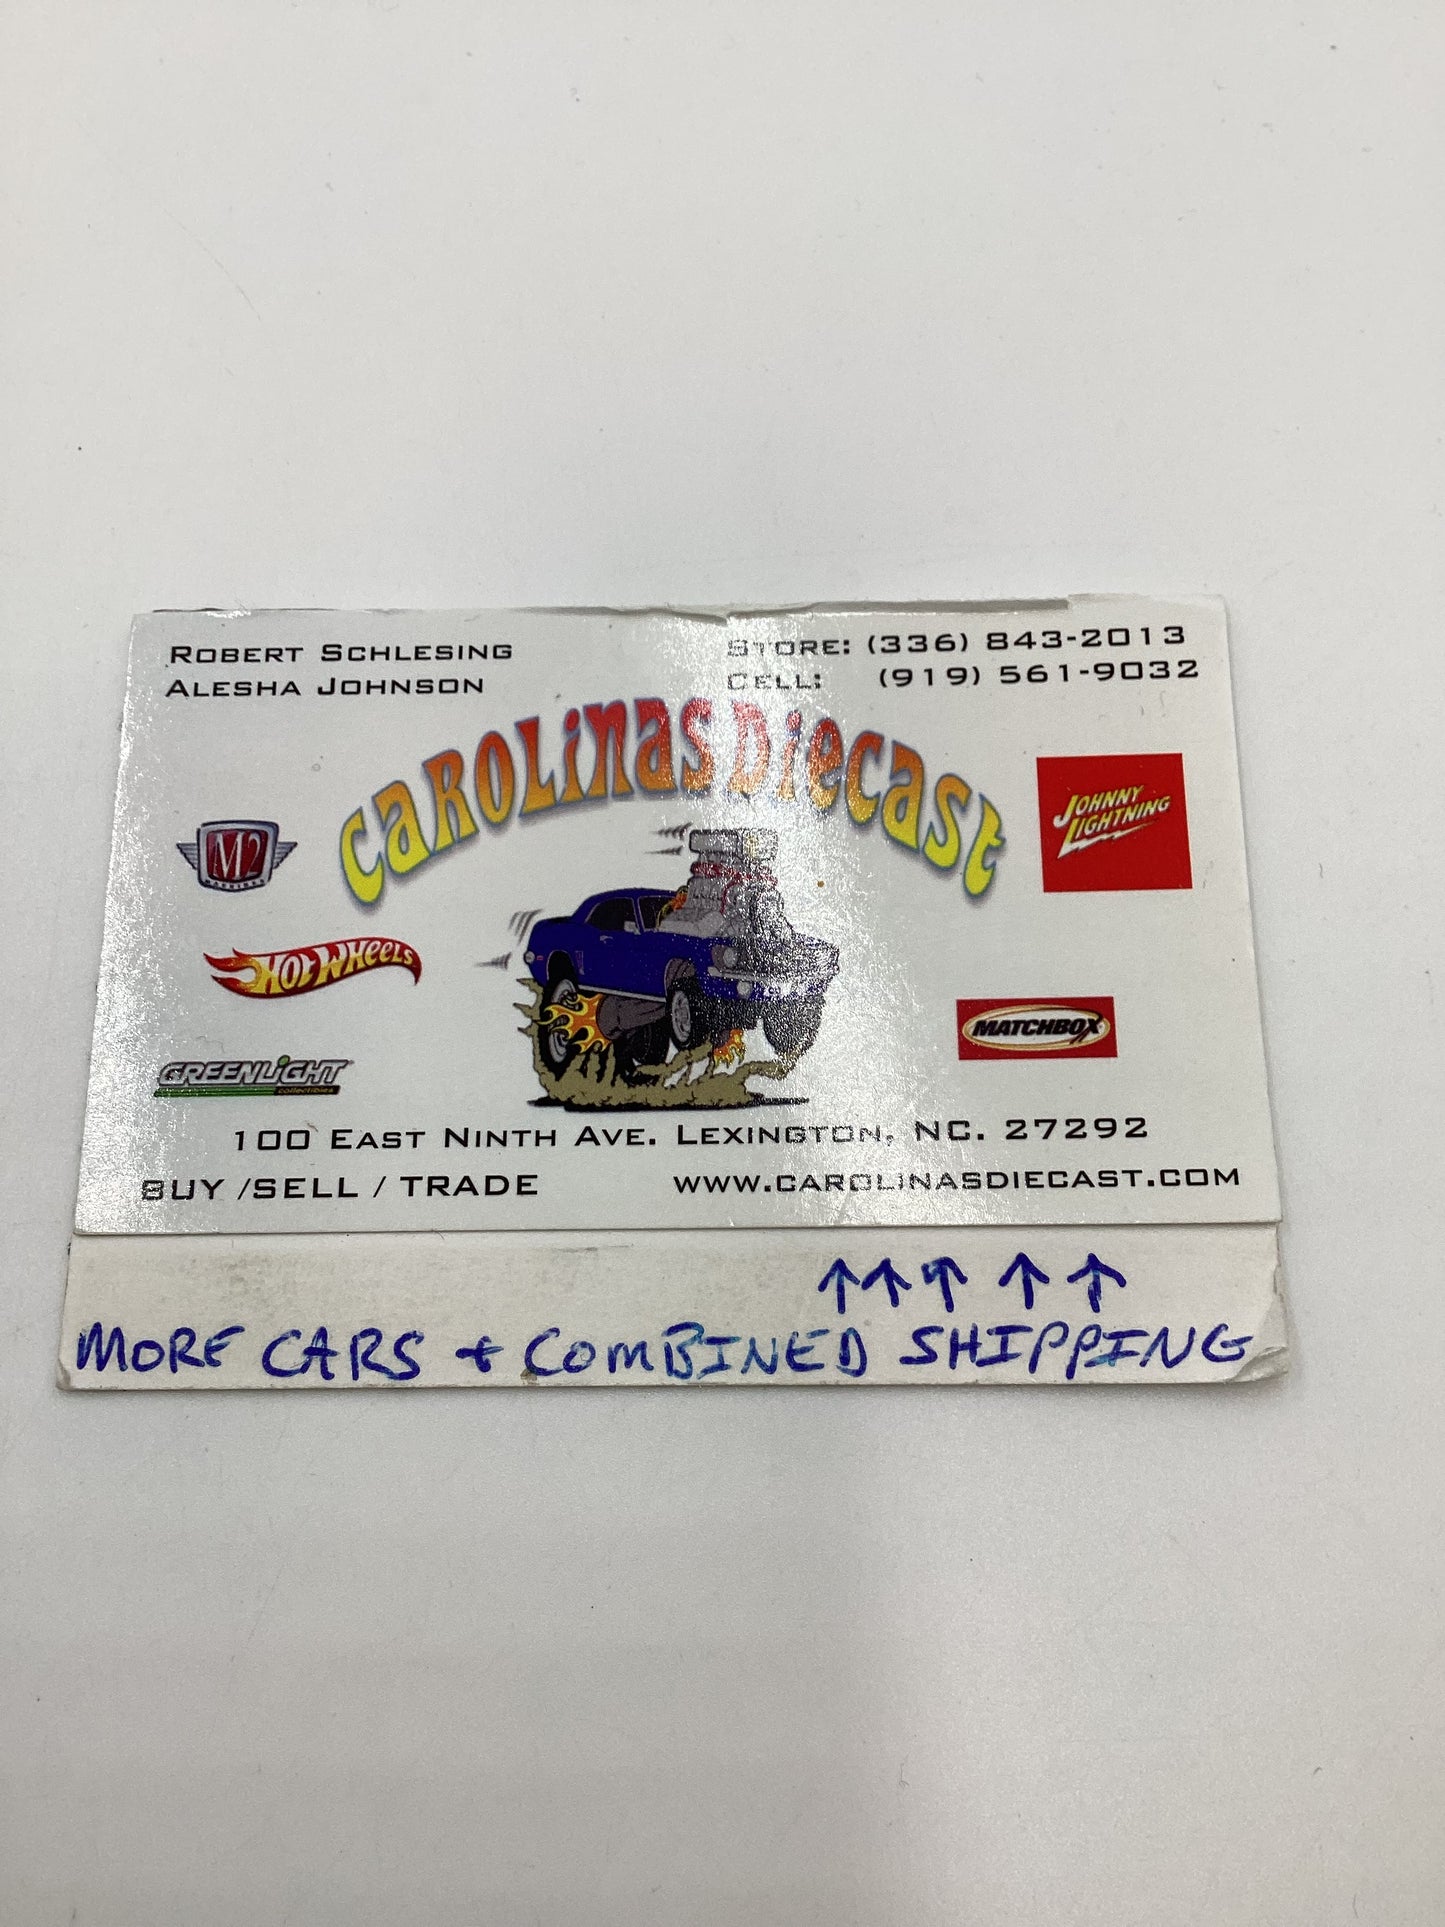 ROBERT SCHLESING
ALESHA JOHNSON
STORE: (336) 843-2013
CELL: (919) 561-9032
CAROLINAS DIECAST
M2
MACHINES
JOHNNY
LIGHTNING
HOT WHEELS
MATCHBOX
GREENLIGHT
collectibles
100 EAST NINTH AVE. LEXINGTON, NC. 27292
BUY /SELL / TRADE
WWW.CAROLINASDIECAST.COM
↑ ↑ ↑ ↑ ↑
MORE CARS + COMBINED SHIPPING